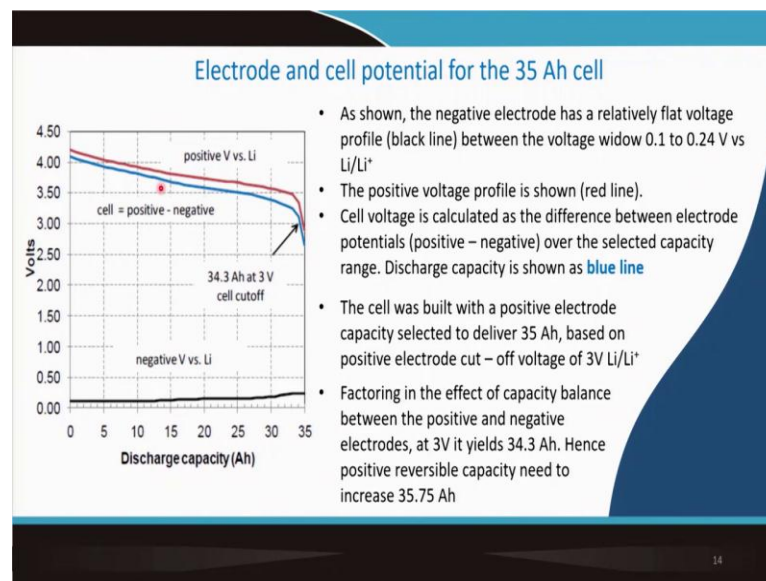 Electrode and cell potential for the 35 Ah cell
4.50
4.00
3.50
3.00
2.50
2.00
1.50
1.00
0.50
0.00
Volts
positive V vs. Li
cell = positive - negative
34.3 Ah at 3 V
cell cutoff
negative V vs. Li
0 5 10 15 20 25 30 35
Discharge capacity (Ah)
• As shown, the negative electrode has a relatively flat voltage
profile (black line) between the voltage widow 0.1 to 0.24 V vs
Li/Li⁺
• The positive voltage profile is shown (red line).
• Cell voltage is calculated as the difference between electrode
potentials (positive – negative) over the selected capacity
range. Discharge capacity is shown as blue line
• The cell was built with a positive electrode
capacity selected to deliver 35 Ah, based on
positive electrode cut – off voltage of 3V Li/Li⁺
• Factoring in the effect of capacity balance
between the positive and negative
electrodes, at 3V it yields 34.3 Ah. Hence
positive reversible capacity need to
increase 35.75 Ah
14